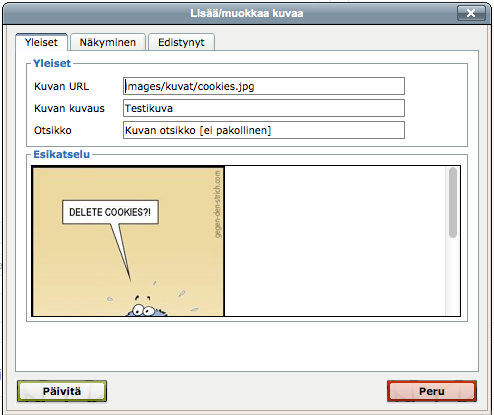 Lisää/muokkaa kuvaa
Yleiset Näkyminen Edistynyt
Yleiset
Kuvan URL images/kuvat/cookies.jpg
Kuvan kuvaus Testikuva
Otsikko Kuvan otsikko [ei pakollinen]
Esikatselu
DELETE COOKIES?!
gegen-den-strich.com
Päivitä Peru